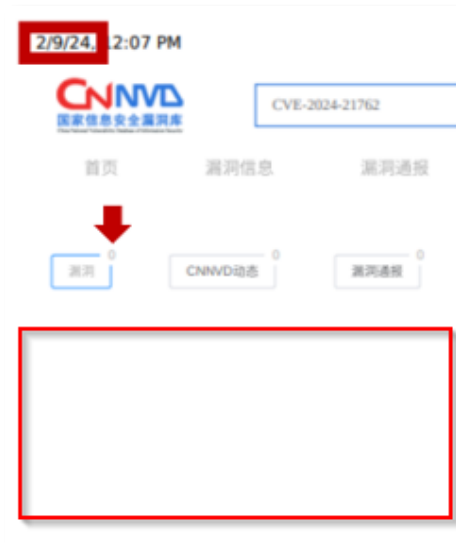 2/9/24, 12:07 PM
CNNVD
国家信息安全漏洞库
CVE-2024-21762
首页 漏洞信息 漏洞通报
漏洞 0 CNNVD动态 0 漏洞通报 0